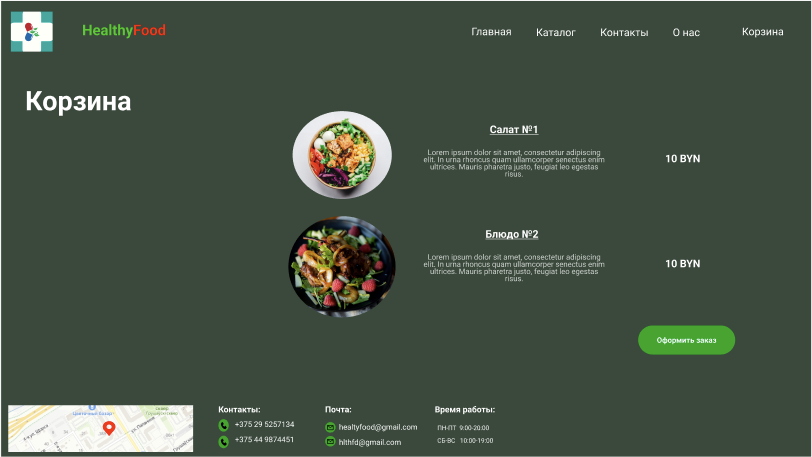 HealthyFood
Главная Каталог Контакты О нас Корзина
Корзина
Салат №1
Lorem ipsum dolor sit amet, consectetur adipiscing
elit. In urna rhoncus quam ullamcorper senectus enim
ultrices. Mauris pharetra justo, feugiat leo egestas
risus.
10 BYN
Блюдо №2
Lorem ipsum dolor sit amet, consectetur adipiscing
elit. In urna rhoncus quam ullamcorper senectus enim
ultrices. Mauris pharetra justo, feugiat leo egestas
risus.
10 BYN
Оформить заказ
Контакты:
+375 29 5257134
+375 44 9874451
Почта:
healtyfood@gmail.com
hlthfd@gmail.com
Время работы:
ПН-ПТ 9:00-20:00
СБ-ВС 10:00-19:00